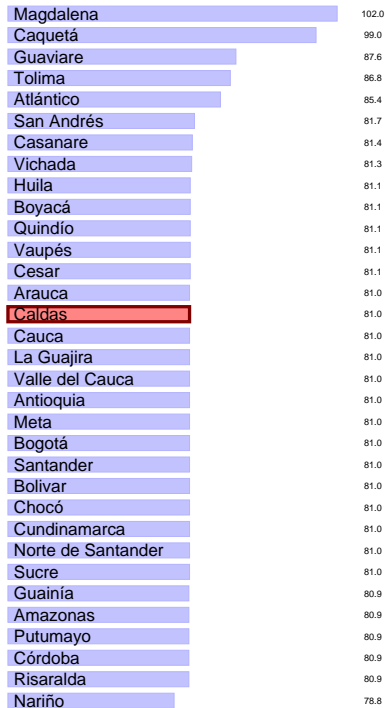 Magdalena 102.0
Caquetá 99.0
Guaviare 87.6
Tolima 86.8
Atlántico 85.4
San Andrés 81.7
Casanare 81.4
Vichada 81.3
Huila 81.1
Boyacá 81.1
Quindío 81.1
Vaupés 81.1
Cesar 81.1
Arauca 81.0
Caldas 81.0
Cauca 81.0
La Guajira 81.0
Valle del Cauca 81.0
Antioquia 81.0
Meta 81.0
Bogotá 81.0
Santander 81.0
Bolivar 81.0
Chocó 81.0
Cundinamarca 81.0
Norte de Santander 81.0
Sucre 81.0
Guainía 80.9
Amazonas 80.9
Putumayo 80.9
Córdoba 80.9
Risaralda 80.9
Nariño 78.8